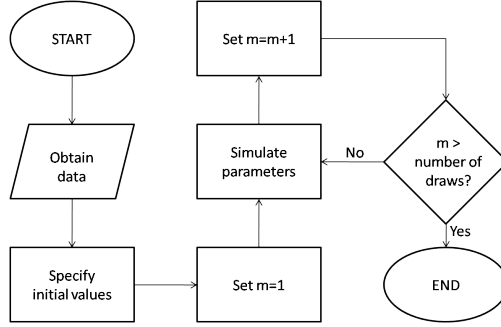 START
Obtain
data
Specify
initial values
Set m=1
Simulate
parameters
Set m=m+1
m >
number of
draws?
No
Yes
END